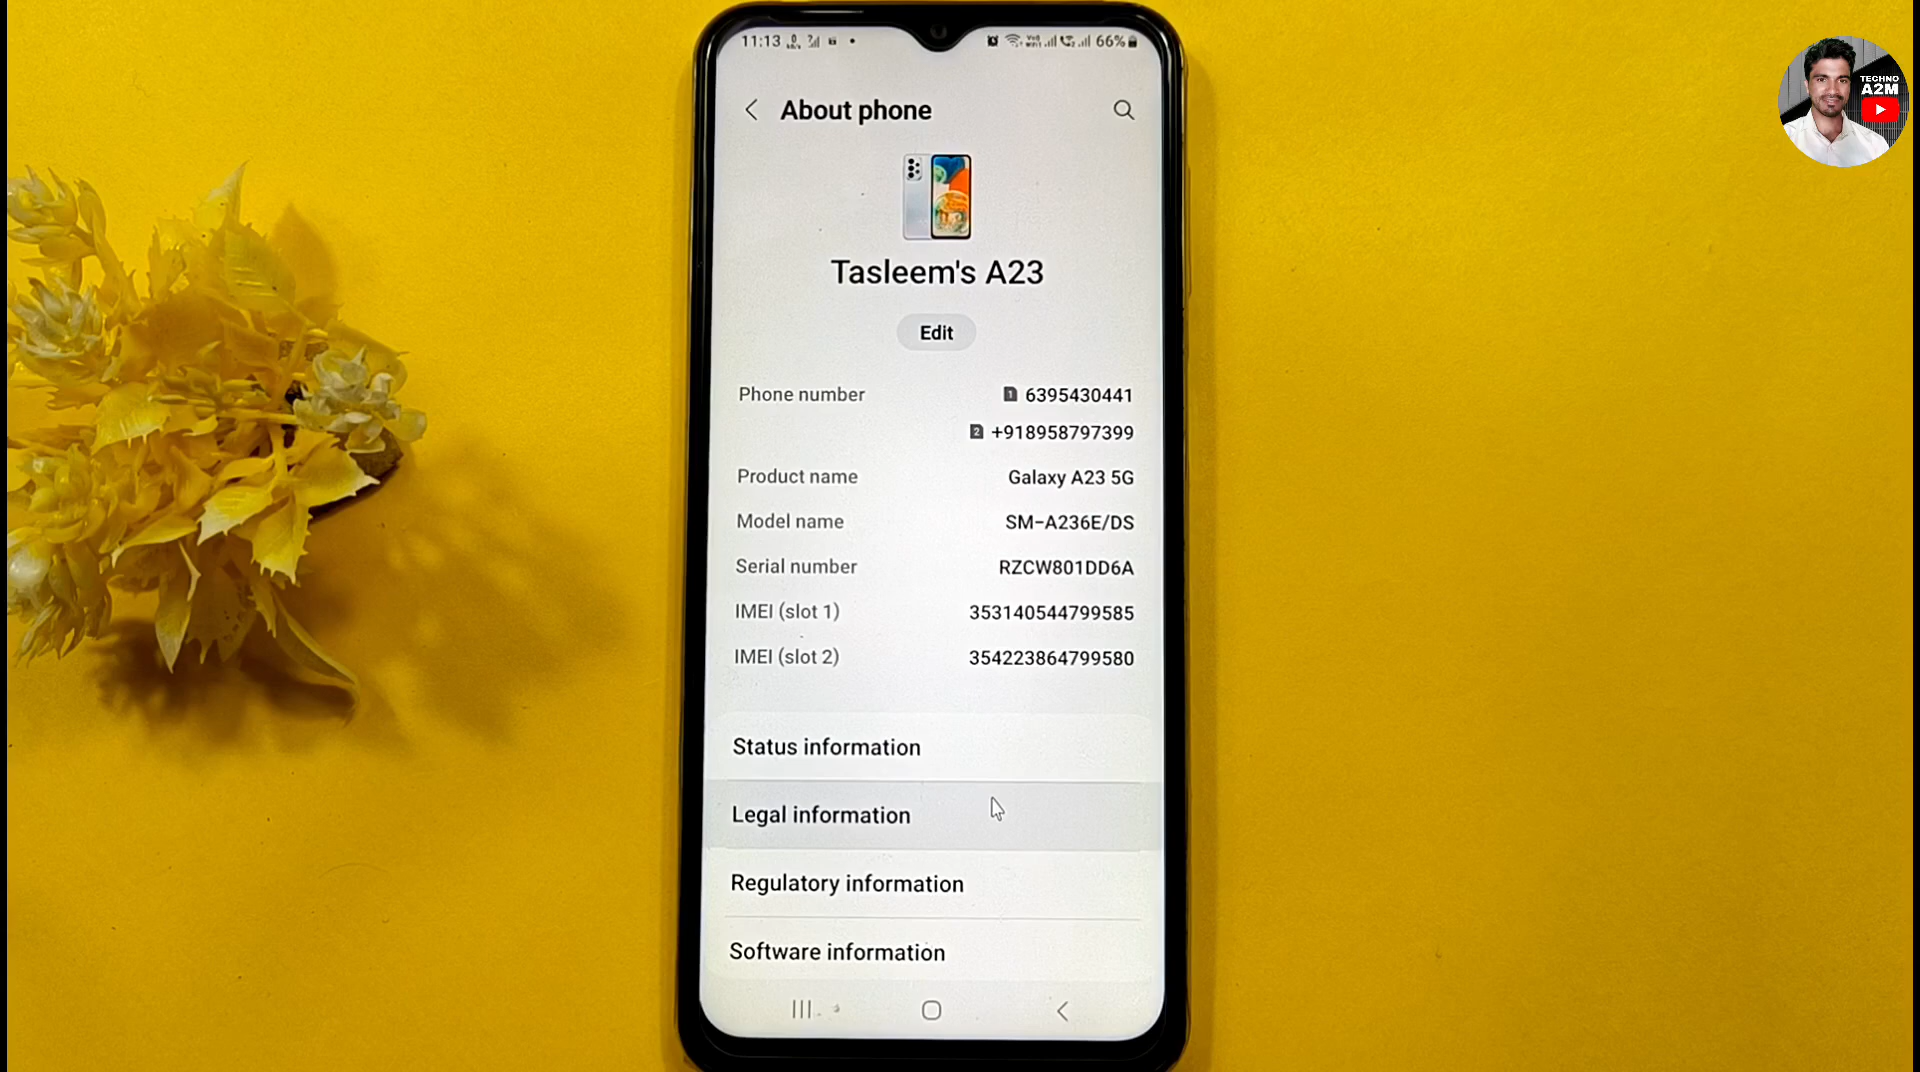 11:13
66%
TECHNO
A2M
About phone
Tasleem's A23
Edit
Phone number 1 6395430441
2 +918958797399
Product name Galaxy A23 5G
Model name SM-A236E/DS
Serial number RZCW801DD6A
IMEI (slot 1) 353140544799585
IMEI (slot 2) 354223864799580
Status information
Legal information
Regulatory information
Software information